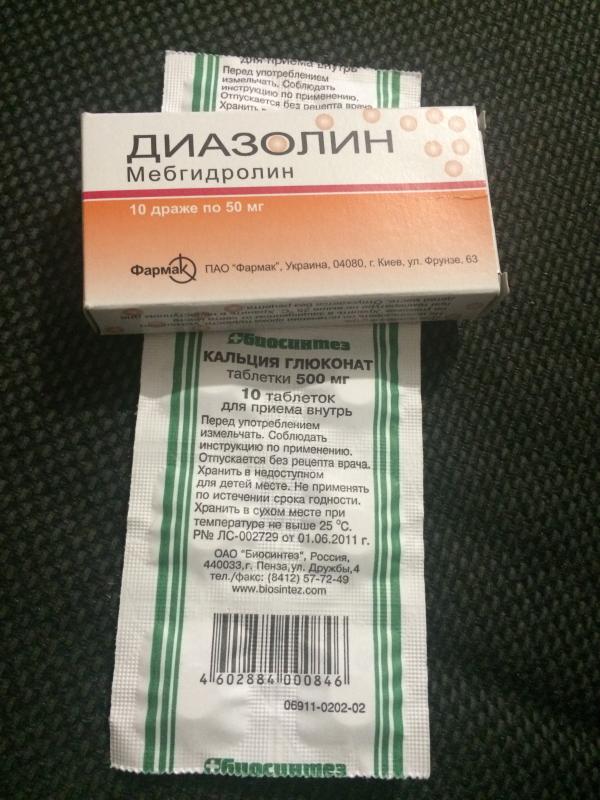 для приема внутрь
Перед употреблением
измельчать. Соблюдать
инструкцию по применению.
Отпускается без рецепта врача.
Хранить в
ДИАЗОЛИН
Мебгидролин
10 драже по 50 мг
Фармак
ПАО "Фармак", Украина, 04080, г. Киев, ул. Фрунзе, 63
биосинтез
КАЛЬЦИЯ ГЛЮКОНАТ
таблетки 500 мг
10 таблеток
для приема внутрь
Перед употреблением
измельчать. Соблюдать
инструкцию по применению.
Отпускается без рецепта врача.
Хранить в недоступном
для детей месте. Не применять
по истечении срока годности.
Хранить в сухом месте при
температуре не выше 25 °С.
Р№ ЛС-002729 от 01.06.2011 г.
ОАО "Биосинтез", Россия,
440033,г. Пенза,ул. Дружбы,4
тел./факс: (8412) 57-72-49
www.biosintez.com
4 602884 000846
06911-0202-02
биосинтез